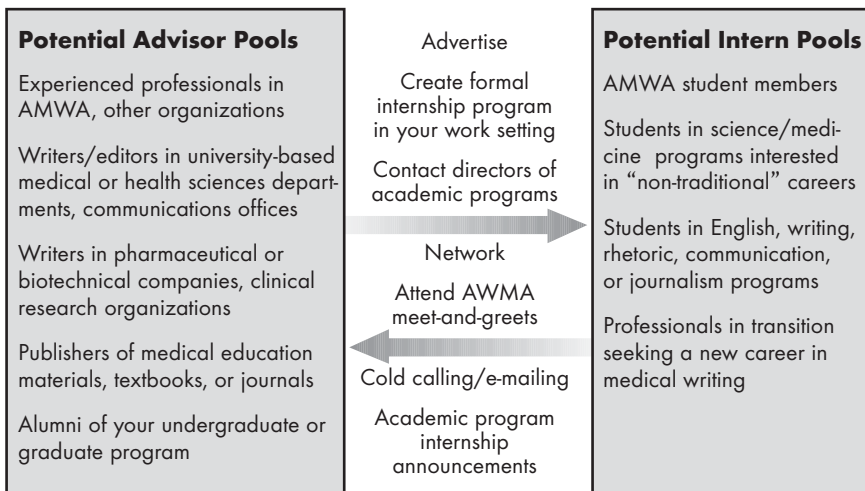 Potential Advisor Pools
Experienced professionals in
AMWA, other organizations
Writers/editors in university-based
medical or health sciences depart-
ments, communications offices
Writers in pharmaceutical or
biotechnical companies, clinical
research organizations
Publishers of medical education
materials, textbooks, or journals
Alumni of your undergraduate or
graduate program
Advertise
Create formal
internship program
in your work setting
Contact directors of
academic programs
Network
Attend AWMA
meet-and-greets
Cold calling/e-mailing
Academic program
internship
announcements
Potential Intern Pools
AMWA student members
Students in science/medi-
cine programs interested
in “non-traditional” careers
Students in English, writing,
rhetoric, communication,
or journalism programs
Professionals in transition
seeking a new career in
medical writing